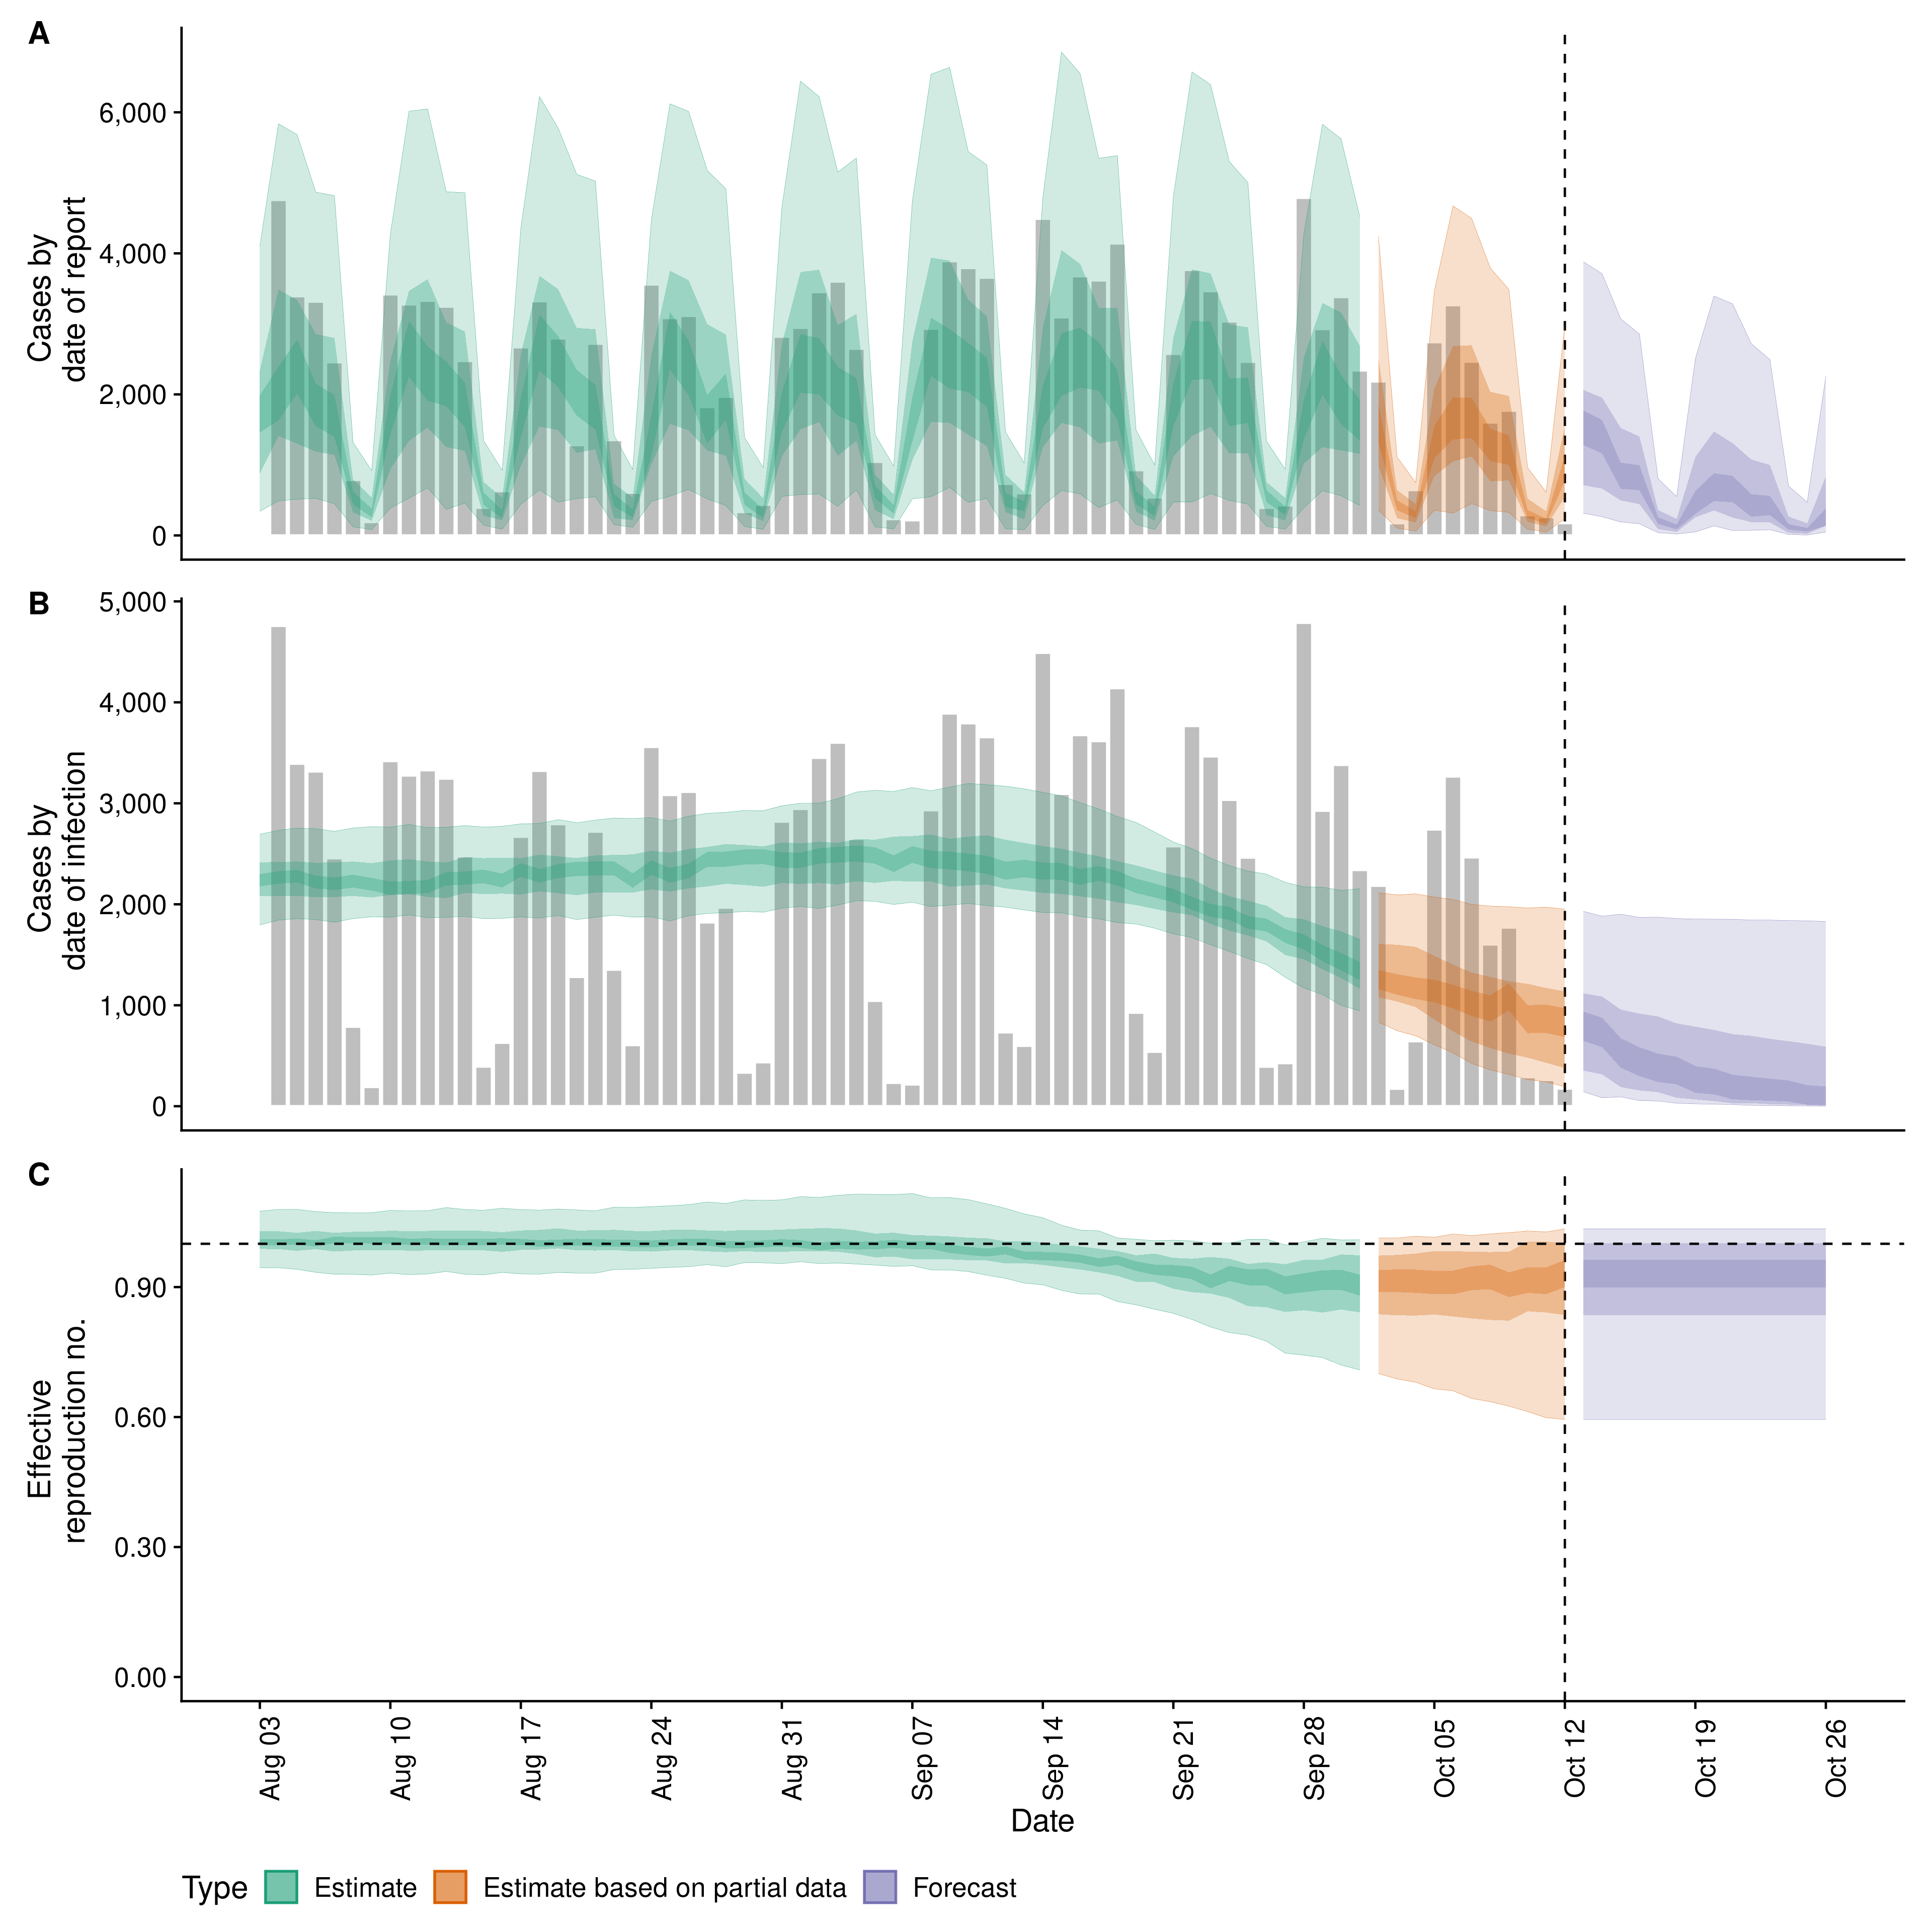 A
Cases by
date of report
6,000
4,000
2,000
0
B
Cases by
date of infection
5,000
4,000
3,000
2,000
1,000
0
C
Effective
reproduction no.
0.90
0.60
0.30
0.00
Aug 03
Aug 10
Aug 17
Aug 24
Aug 31
Sep 07
Sep 14
Sep 21
Sep 28
Oct 05
Oct 12
Oct 19
Oct 26
Date
Type Estimate Estimate based on partial data Forecast